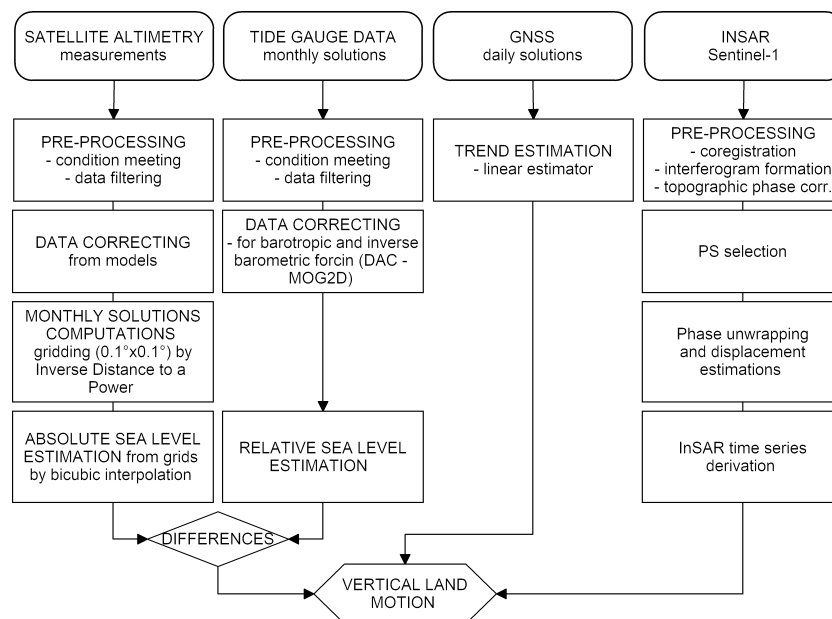 SATELLITE ALTIMETRY
measurements
TIDE GAUGE DATA
monthly solutions
GNSS
daily solutions
INSAR
Sentinel-1
PRE-PROCESSING
- condition meeting
- data filtering
PRE-PROCESSING
- condition meeting
- data filtering
TREND ESTIMATION
- linear estimator
PRE-PROCESSING
- coregistration
- interferogram formation
- topographic phase corr.
DATA CORRECTING
from models
DATA CORRECTING
- for barotropic and inverse
barometric forcin (DAC -
MOG2D)
PS selection
MONTHLY SOLUTIONS
COMPUTATIONS
gridding (0.1°x0.1°) by
Inverse Distance to a
Power
Phase unwrapping
and displacement
estimations
ABSOLUTE SEA LEVEL
ESTIMATION from grids
by bicubic interpolation
RELATIVE SEA LEVEL
ESTIMATION
InSAR time series
derivation
DIFFERENCES
VERTICAL LAND
MOTION